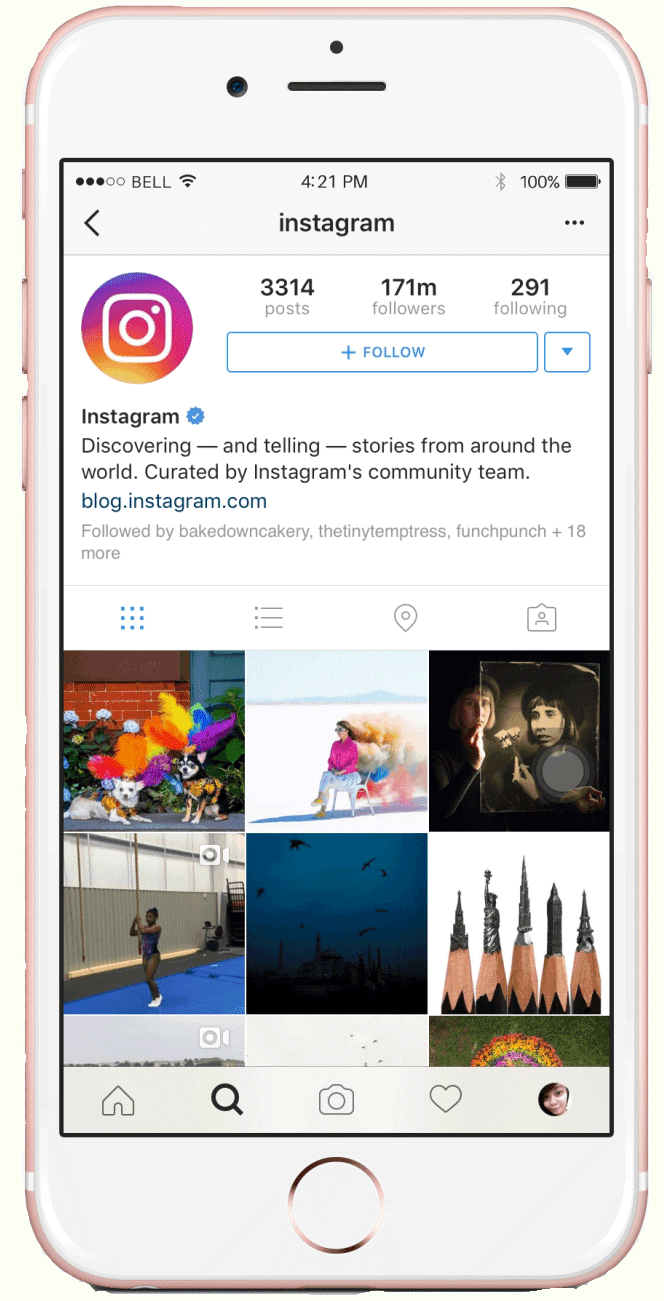 BELL 4:21 PM 100%
instagram
3314 171m 291
posts followers following
+ FOLLOW
Instagram
Discovering — and telling — stories from around the
world. Curated by Instagram's community team.
blog.instagram.com
Followed by bakedowncakery, thetinytemptress, funchpunch + 18
more